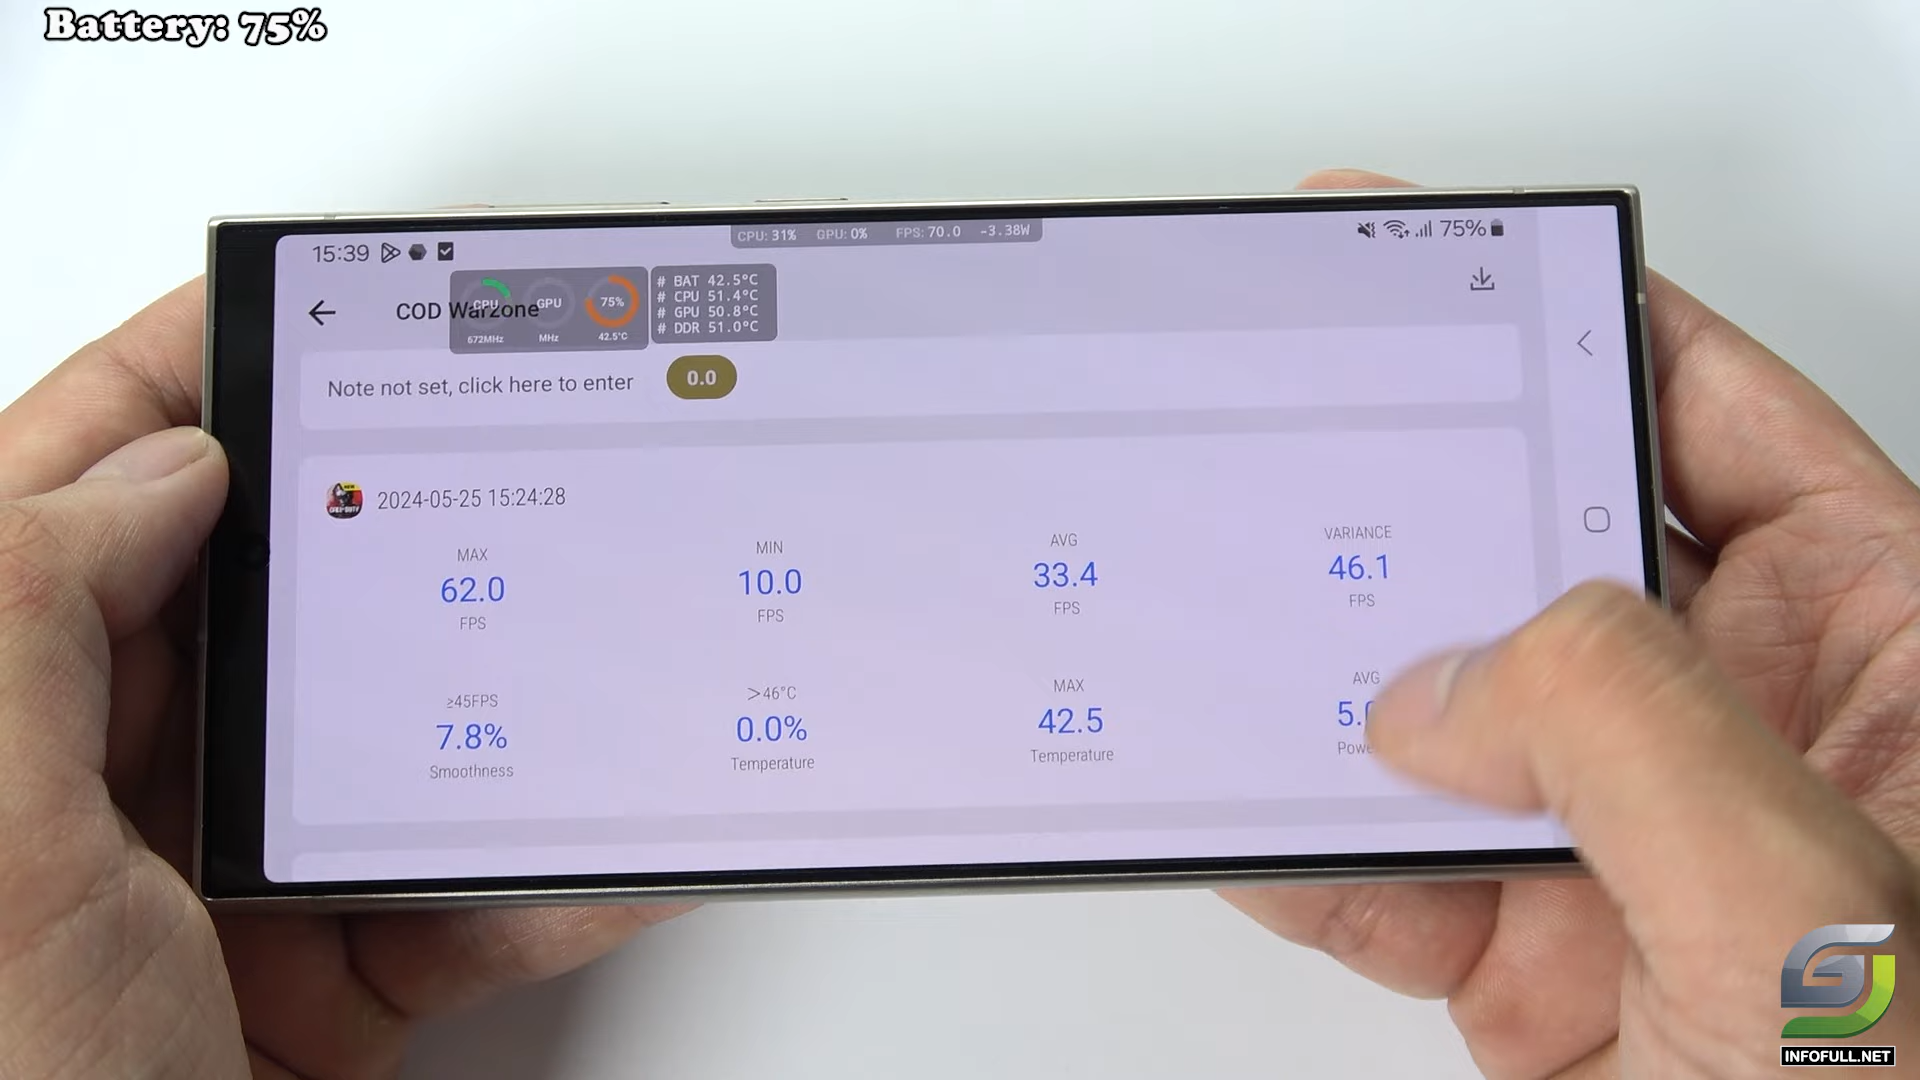 Battery: 75%
CPU: 31% GPU: 0% FPS: 70.0 -3.38W
75%
15:39
# BAT 42.5°C
# CPU 51.4°C
# GPU 50.8°C
# DDR 51.0°C
CPU GPU 75%
672MHz MHz 42.5°C
COD Warzone
Note not set, click here to enter 0.0
2024-05-25 15:24:28
MAX MIN AVG VARIANCE
62.0 10.0 33.4 46.1
FPS FPS FPS FPS
≥45FPS >46°C MAX AVG
7.8% 0.0% 42.5
Smoothness Temperature Temperature
INFOFULL.NET